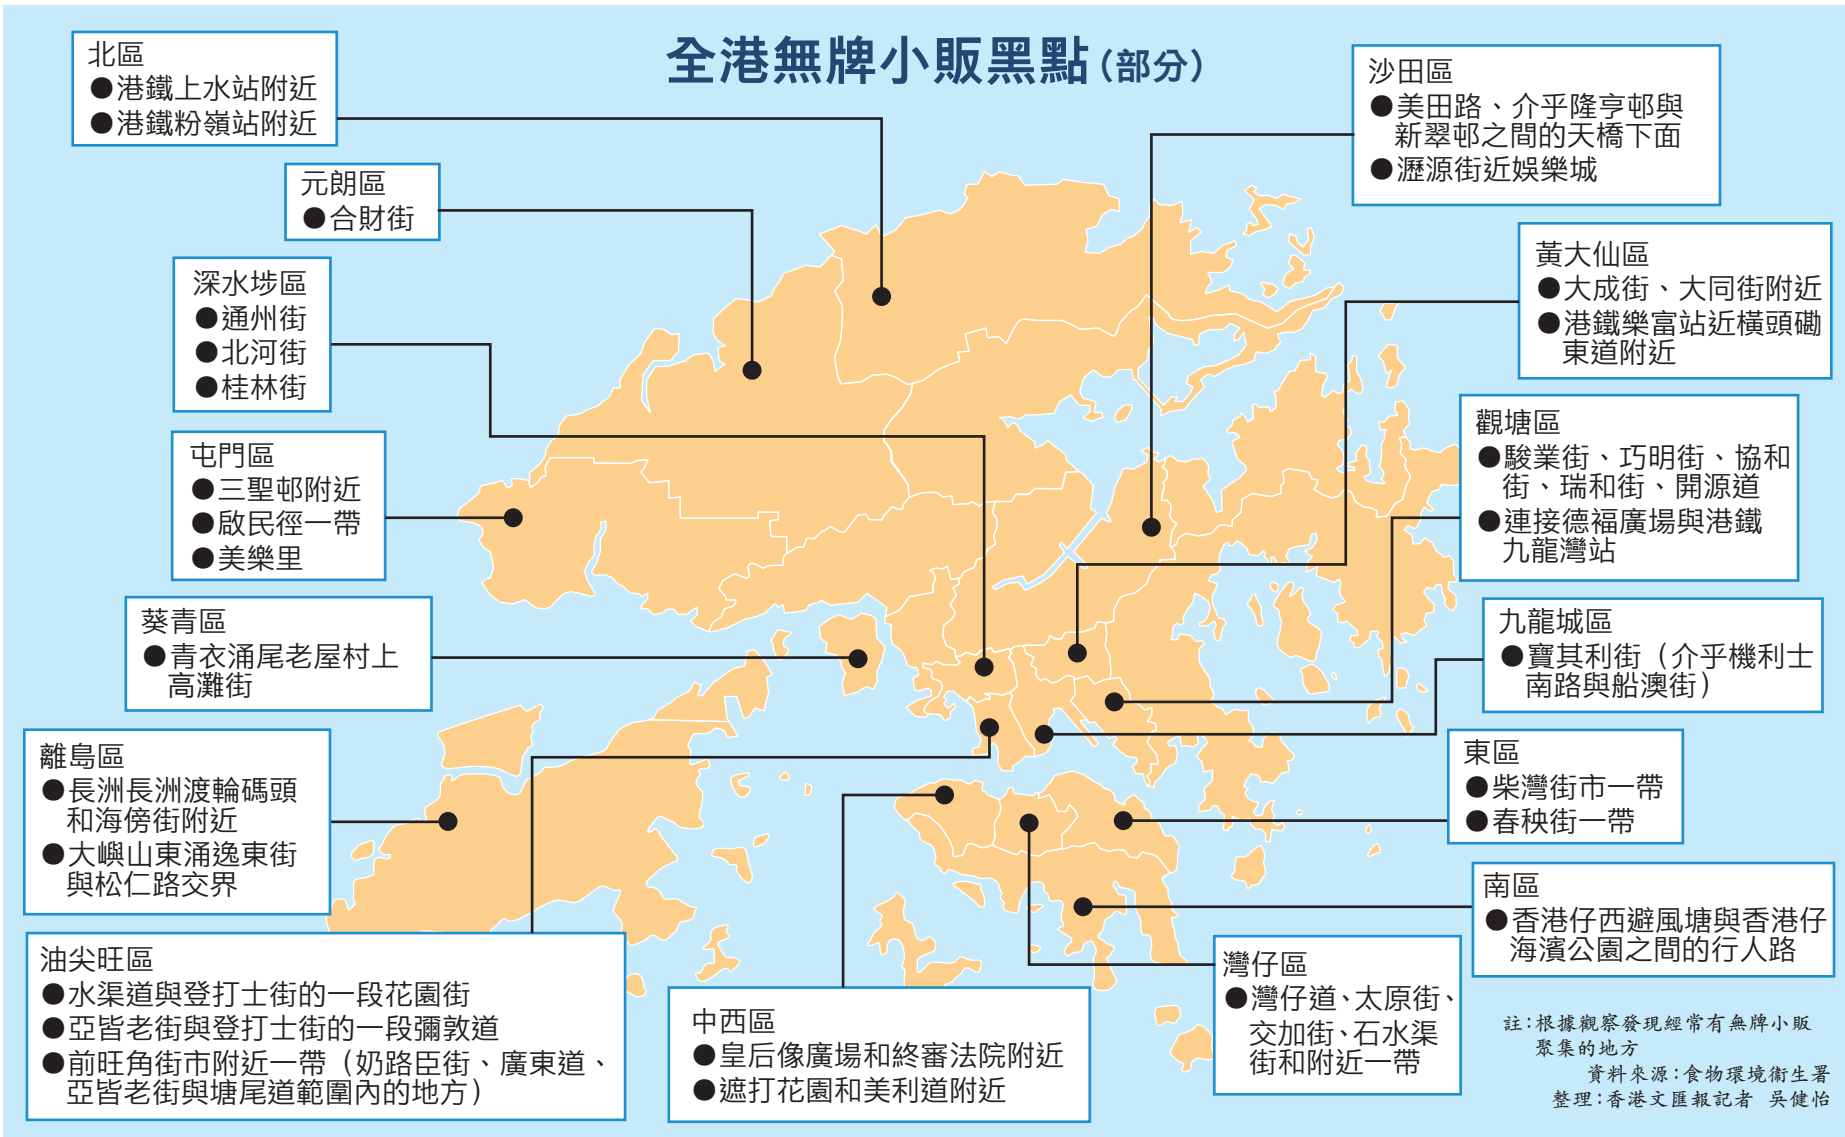 全港無牌小販黑點(部分)
北區
●港鐵上水站附近
●港鐵粉嶺站附近
元朗區
●合財街
深水埗區
●通州街
●北河街
●桂林街
屯門區
●三聖邨附近
●啟民徑一帶
●美樂里
葵青區
●青衣涌尾老屋村上
高灘街
離島區
●長洲長洲渡輪碼頭
和海傍街附近
●大嶼山東涌逸東街
與松仁路交界
油尖旺區
●水渠道與登打士街的一段花園街
●亞皆老街與登打士街的一段彌敦道
●前旺角街市附近一帶（奶路臣街、廣東道、
亞皆老街與塘尾道範圍內的地方）
中西區
●皇后像廣場和終審法院附近
●遮打花園和美利道附近
灣仔區
●灣仔道、太原街、
交加街、石水渠
街和附近一帶
沙田區
●美田路、介乎隆亨邨與
新翠邨之間的天橋下面
●瀝源街近娛樂城
黃大仙區
●大成街、大同街附近
●港鐵樂富站近橫頭磡
東道附近
觀塘區
●駿業街、巧明街、協和
街、瑞和街、開源道
●連接德福廣場與港鐵
九龍灣站
九龍城區
●寶其利街（介乎機利士
南路與船澳街）
東區
●柴灣街市一帶
●春秧街一帶
南區
●香港仔西避風塘與香港仔
海濱公園之間的行人路
註：根據觀察發現經常有無牌小販
聚集的地方
資料來源：食物環境衞生署
整理：香港文匯報記者 吳健怡